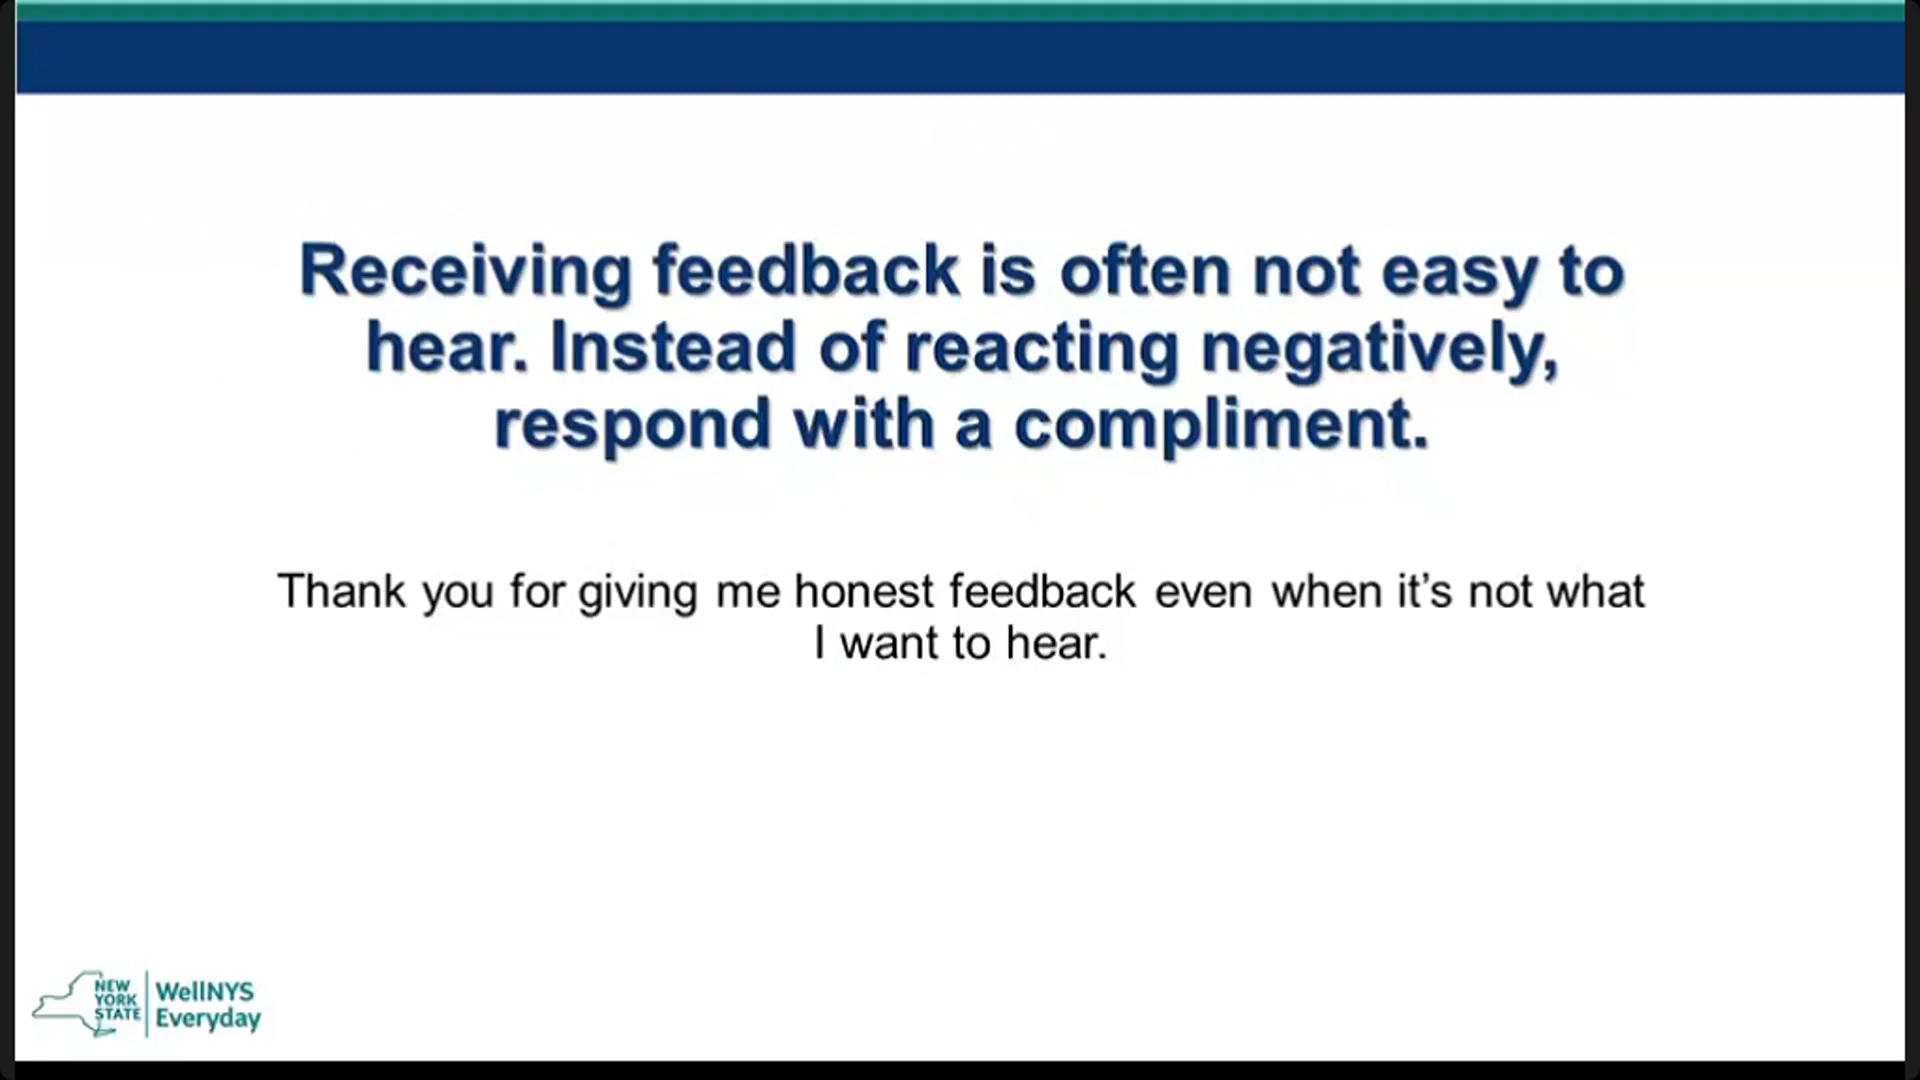 Receiving feedback is often not easy to
hear. Instead of reacting negatively,
respond with a compliment.
Thank you for giving me honest feedback even when it’s not what
I want to hear.
NEW
YORK
STATE
WellNYS
Everyday